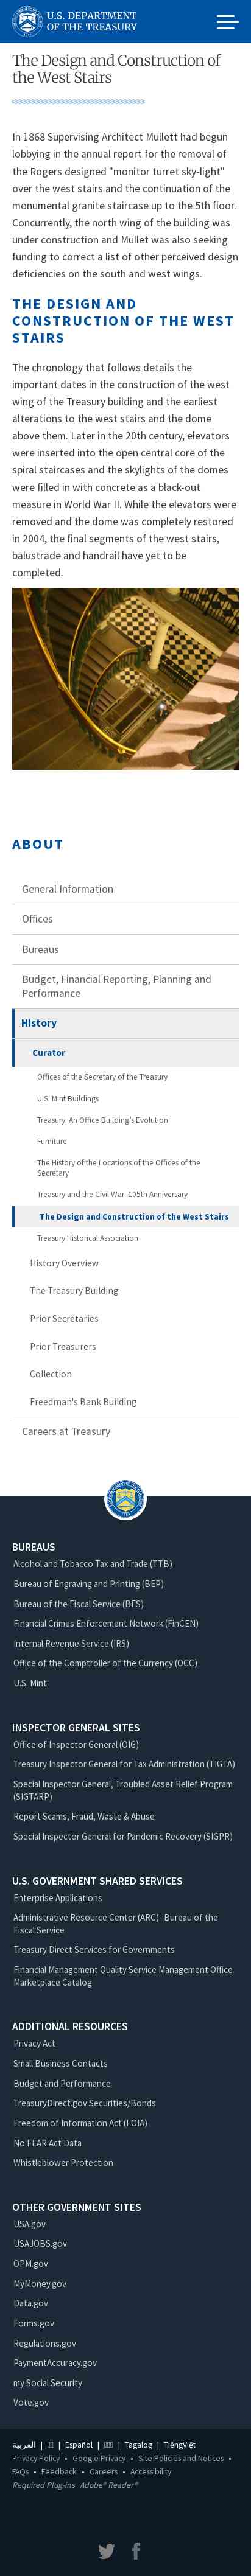 U.S. DEPARTMENT
OF THE TREASURY
The Design and Construction of
the West Stairs
In 1868 Supervising Architect Mullett had begun
lobbying in the annual report for the removal of
the Rogers designed "monitor turret sky-light"
over the west stairs and the continuation of the
monumental granite staircase up to the 5th floor.
Concurrently, the north wing of the building was
under construction and Mullet was also seeking
funding to correct a list of other perceived design
deficiencies on the south and west wings.
THE DESIGN AND
CONSTRUCTION OF THE WEST
STAIRS
The chronology that follows details the
important dates in the construction of the west
wing of the Treasury building and the earliest
alterations to the west stairs and the dome
above them. Later in the 20th century, elevators
were inserted into the open central core of the
spiral staircases and the skylights of the domes
were filled in with concrete as a black-out
measure in World War II. While the elevators were
removed and the dome was completely restored
in 2004, the final segments of the west stairs,
balustrade and handrail have yet to be
completed.
ABOUT
General Information
Offices
Bureaus
Budget, Financial Reporting, Planning and
Performance
History
Curator
Offices of the Secretary of the Treasury
U.S. Mint Buildings
Treasury: An Office Building's Evolution
Furniture
The History of the Locations of the Offices of the
Secretary
Treasury and the Civil War: 105th Anniversary
The Design and Construction of the West Stairs
Treasury Historical Association
History Overview
The Treasury Building
Prior Secretaries
Prior Treasurers
Collection
Freedman's Bank Building
Careers at Treasury
BUREAUS
Alcohol and Tobacco Tax and Trade (TTB)
Bureau of Engraving and Printing (BEP)
Bureau of the Fiscal Service (BFS)
Financial Crimes Enforcement Network (FinCEN)
Internal Revenue Service (IRS)
Office of the Comptroller of the Currency (OCC)
U.S. Mint
INSPECTOR GENERAL SITES
Office of Inspector General (OIG)
Treasury Inspector General for Tax Administration (TIGTA)
Special Inspector General, Troubled Asset Relief Program
(SIGTARP)
Report Scams, Fraud, Waste & Abuse
Special Inspector General for Pandemic Recovery (SIGPR)
U.S. GOVERNMENT SHARED SERVICES
Enterprise Applications
Administrative Resource Center (ARC)- Bureau of the
Fiscal Service
Treasury Direct Services for Governments
Financial Management Quality Service Management Office
Marketplace Catalog
ADDITIONAL RESOURCES
Privacy Act
Small Business Contacts
Budget and Performance
TreasuryDirect.gov Securities/Bonds
Freedom of Information Act (FOIA)
No FEAR Act Data
Whistleblower Protection
OTHER GOVERNMENT SITES
USA.gov
USAJOBS.gov
OPM.gov
MyMoney.gov
Data.gov
Forms.gov
Regulations.gov
PaymentAccuracy.gov
my Social Security
Vote.gov
العربية | | Español | | Tagalog | TiếngViệt
Privacy Policy • Google Privacy • Site Policies and Notices •
FAQs • Feedback • Careers • Accessibility
Required Plug-ins Adobe® Reader®